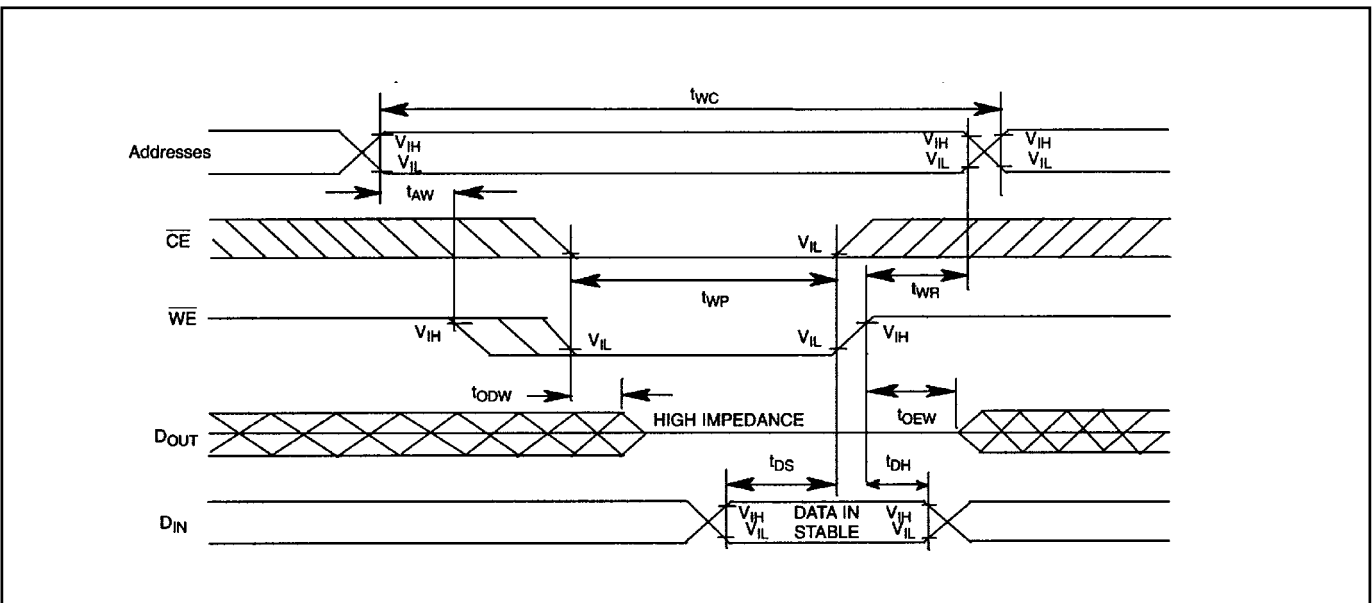 tWC
Addresses
VIH
VIL
VIH
VIL
VIH
VIL
tAW
CE
VIL
tWP
tWR
WE
VIH
VIL
VIL
VIH
tODW
HIGH IMPEDANCE
tOEW
DOUT
tDS
tDH
DIN
VIH
VIL
DATA IN
STABLE
VIH
VIL